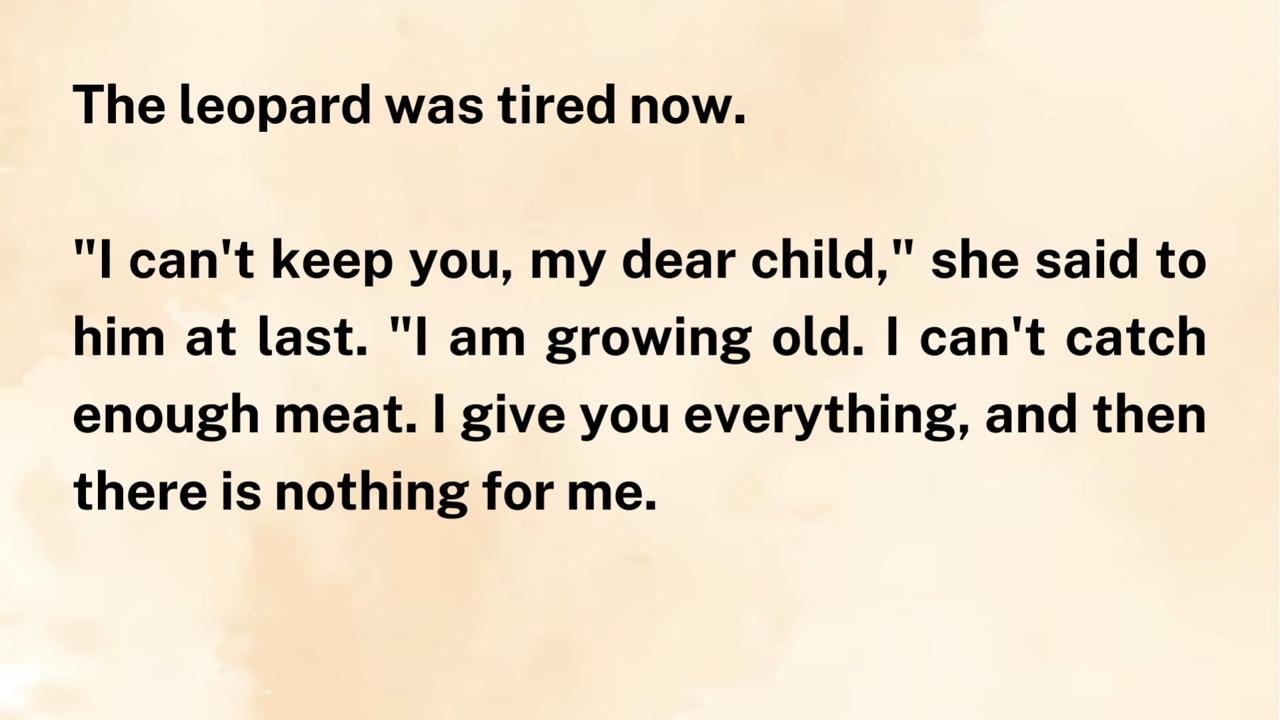 The leopard was tired now.
"I can't keep you, my dear child," she said to
him at last. "I am growing old. I can't catch
enough meat. I give you everything, and then
there is nothing for me.